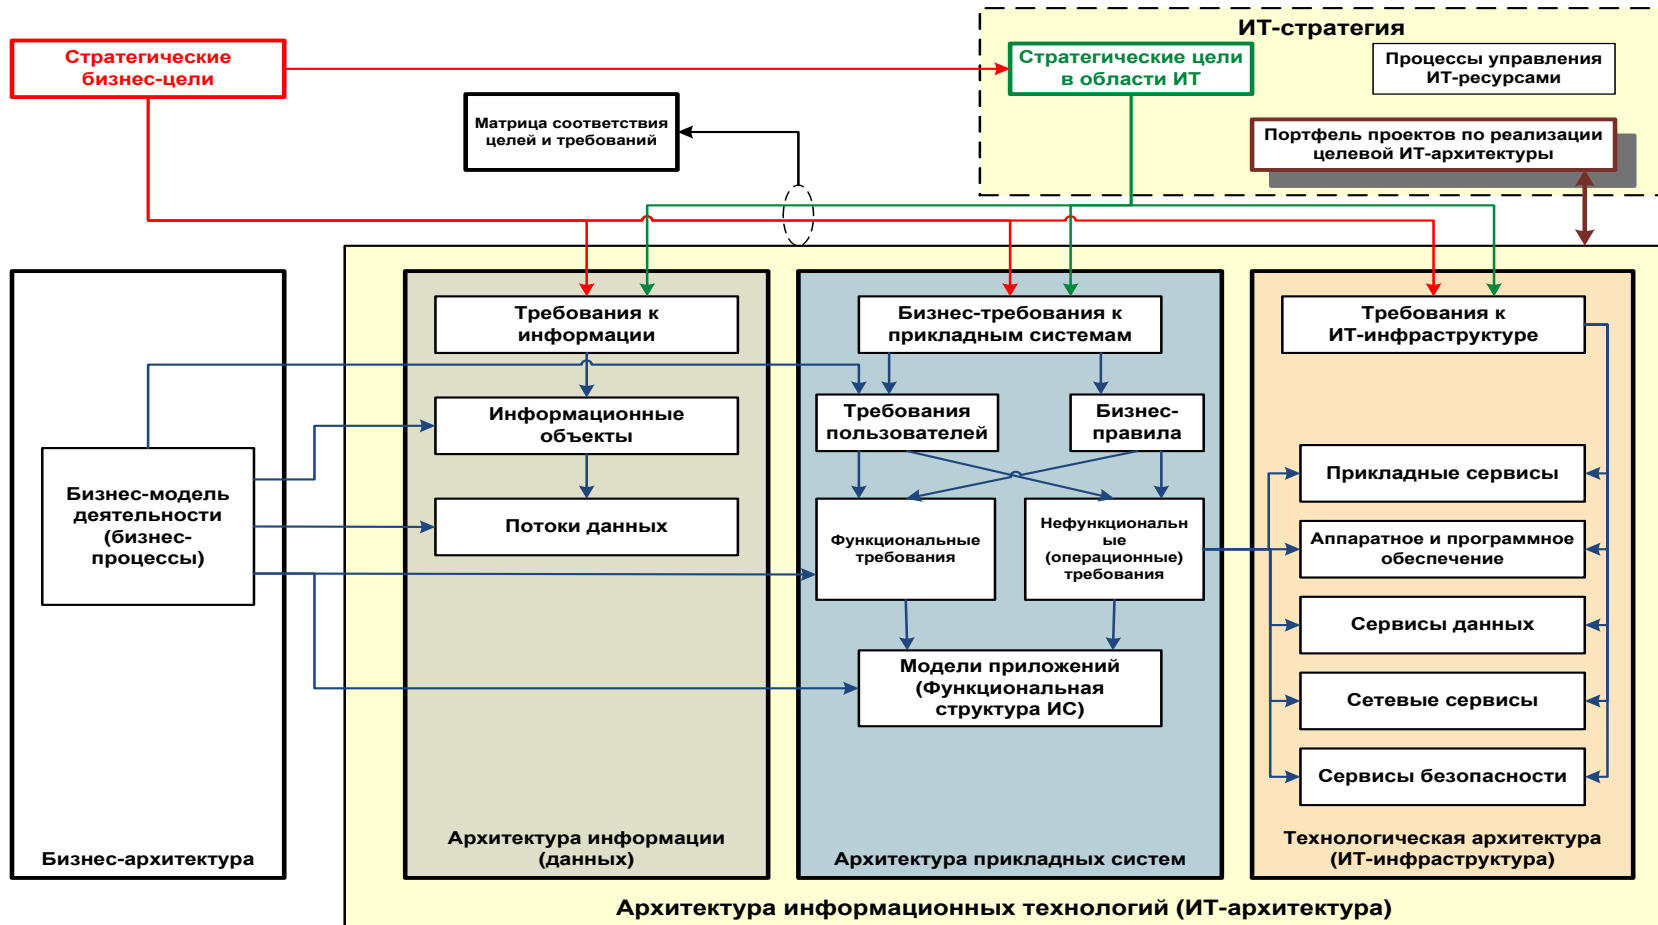 ИТ-стратегия
Стратегические
бизнес-цели
Стратегические цели
в области ИТ
Процессы управления
ИТ-ресурсами
Матрица соответствия
целей и требований
Портфель проектов по реализации
целевой ИТ-архитектуры
Требования к
информации
Бизнес-требования к
прикладным системам
Требования к
ИТ-инфраструктуре
Информационные
объекты
Требования
пользователей
Бизнес-
правила
Бизнес-модель
деятельности
(бизнес-
процессы)
Потоки данных
Функциональные
требования
Нефункциональн
ые
(операционные)
требования
Прикладные сервисы
Аппаратное и программное
обеспечение
Сервисы данных
Модели приложений
(Функциональная
структура ИС)
Сетевые сервисы
Сервисы безопасности
Бизнес-архитектура
Архитектура информации
(данных)
Архитектура прикладных систем
Технологическая архитектура
(ИТ-инфраструктура)
Архитектура информационных технологий (ИТ-архитектура)